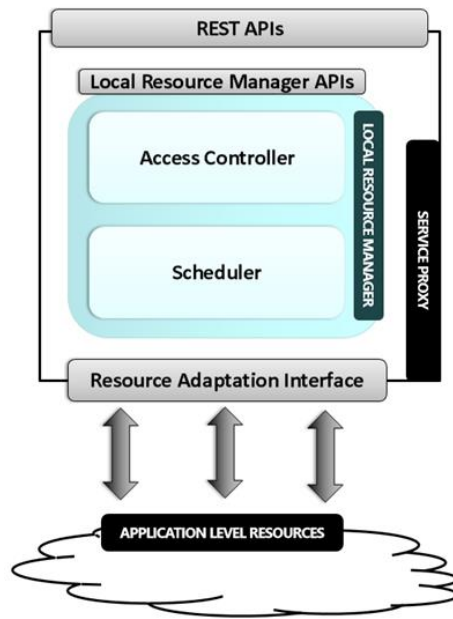 REST APIs
Local Resource Manager APIs
Access Controller
Scheduler
LOCAL RESOURCE MANAGER
SERVICE PROXY
Resource Adaptation Interface
APPLICATION LEVEL RESOURCES